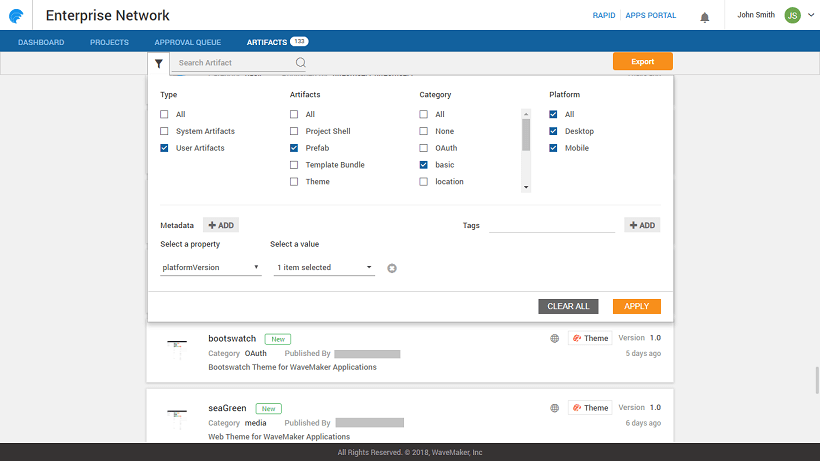 Enterprise Network
RAPID APPS PORTAL John Smith JS
DASHBOARD PROJECTS APPROVAL QUEUE ARTIFACTS 133
Search Artifact Export
Type Artifacts Category Platform
All All All All
System Artifacts Project Shell None Desktop
User Artifacts Prefab OAuth Mobile
Template Bundle basic
Theme location
Metadata + ADD Tags + ADD
Select a property Select a value
platformVersion 1 item selected
CLEAR ALL APPLY
bootswatch New Theme Version 1.0
Category OAuth Published By 5 days ago
Bootswatch Theme for WaveMaker Applications
seaGreen New Theme Version 1.0
Category media Published By 6 days ago
Web Theme for WaveMaker Applications
All Rights Reserved. © 2018, WaveMaker, Inc